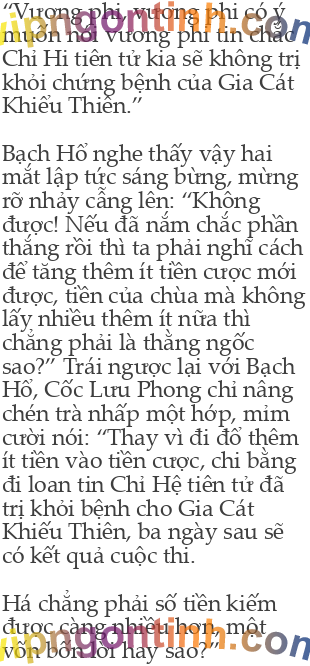 “Vương phi, vương phi có ý
muốn nói Vương phi tin chắc
Chi Hi tiên tử kia sẽ không trị
khỏi chứng bệnh của Gia Cát
Khiểu Thiên.”
Bạch Hổ nghe thấy vậy hai
mắt lập tức sáng bừng, mừng
rỡ nhảy cẫng lên: “Không
được! Nếu đã nắm chắc phần
thắng rồi thì ta phải nghĩ cách
để tăng thêm ít tiền cược mới
được, tiền của chùa mà không
lấy nhiều thêm ít nữa thì
chẳng phải là thằng ngốc
sao?” Trái ngược lại với Bạch
Hổ, Cốc Lưu Phong chỉ nâng
chén trà nhấp một hớp, mỉm
cười nói: “Thay vì đi đổ thêm
ít tiền vào tiền cược, chi bằng
đi loan tin Chi Hệ tiên tử đã
trị khỏi bệnh cho Gia Cát
Khiếu Thiên, ba ngày sau sẽ
có kết quả cuộc thi.
Há chẳng phải số tiền kiếm
được càng nhiều hơn, một
vốn bốn lời hay sao?”
vipngontinh.com
vipngontinh.com